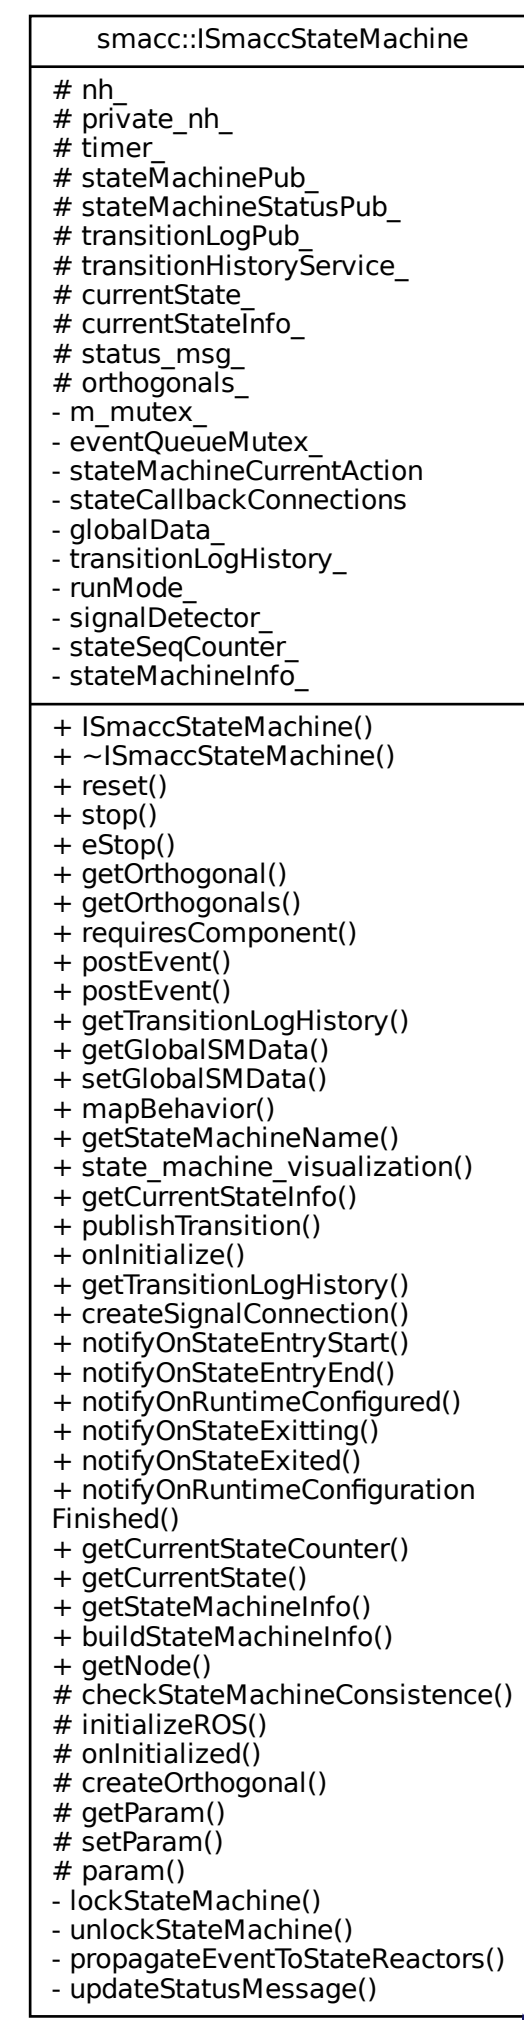 smacc::ISmaccStateMachine
# nh_
# private_nh_
# timer_
# stateMachinePub_
# stateMachineStatusPub_
# transitionLogPub_
# transitionHistoryService_
# currentState_
# currentStateInfo_
# status_msg_
# orthogonals_
- m_mutex_
- eventQueueMutex_
- stateMachineCurrentAction
- stateCallbackConnections
- globalData_
- transitionLogHistory_
- runMode_
- signalDetector_
- stateSeqCounter_
- stateMachineInfo_
+ ISmaccStateMachine()
+ ~ISmaccStateMachine()
+ reset()
+ stop()
+ eStop()
+ getOrthogonal()
+ getOrthogonals()
+ requiresComponent()
+ postEvent()
+ postEvent()
+ getTransitionLogHistory()
+ getGlobalSMData()
+ setGlobalSMData()
+ mapBehavior()
+ getStateMachineName()
+ state_machine_visualization()
+ getCurrentStateInfo()
+ publishTransition()
+ onInitialize()
+ getTransitionLogHistory()
+ createSignalConnection()
+ notifyOnStateEntryStart()
+ notifyOnStateEntryEnd()
+ notifyOnRuntimeConfigured()
+ notifyOnStateExitting()
+ notifyOnStateExited()
+ notifyOnRuntimeConfiguration
Finished()
+ getCurrentStateCounter()
+ getCurrentState()
+ getStateMachineInfo()
+ buildStateMachineInfo()
+ getNode()
# checkStateMachineConsistence()
# initializeROS()
# onInitialized()
# createOrthogonal()
# getParam()
# setParam()
# param()
- lockStateMachine()
- unlockStateMachine()
- propagateEventToStateReactors()
- updateStatusMessage()